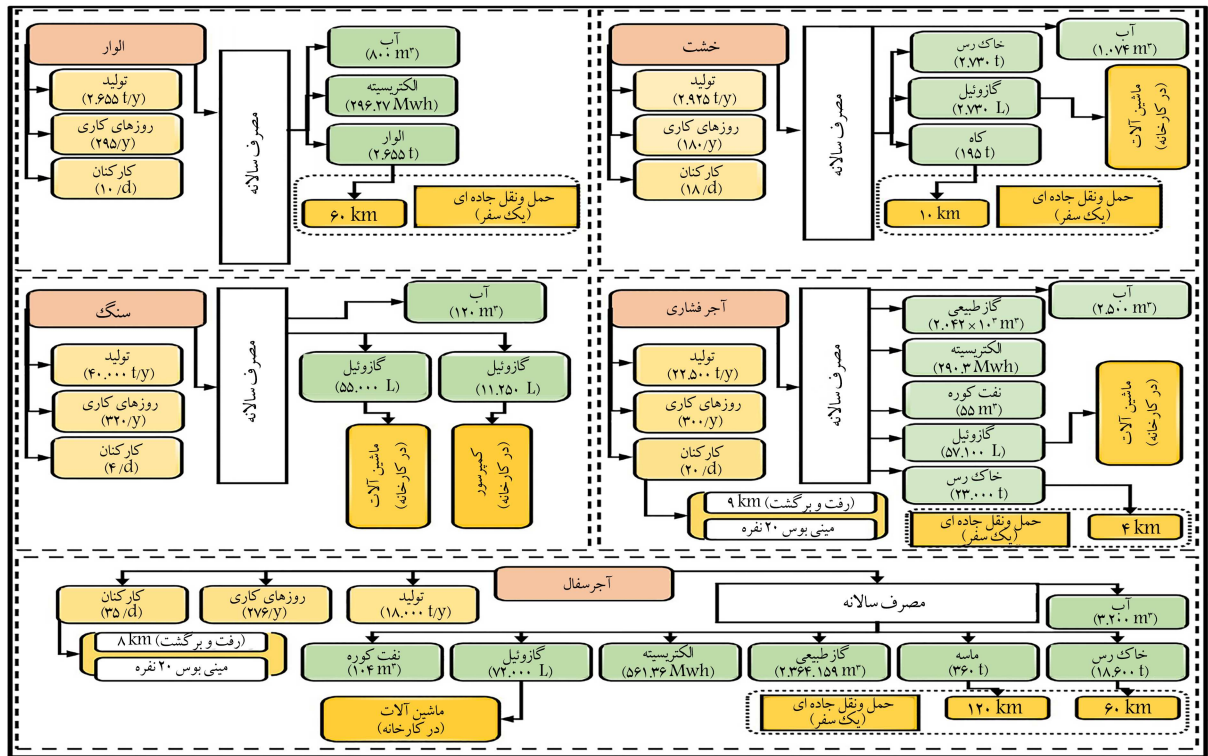 خشت
تولید
(۲.۹۲۵ t/y)
روزهای کاری
(۱۸۰/y)
کارکنان
(۱۸/d)
مصرف سالانه
آب
(۱.۰۷۴ m³)
خاک رس
(۲.۷۳۰ t)
گازوئیل
(۲.۷۳۰ L)
کاه
(۱۹۵ t)
ماشین آلات
(در کارخانه)
۱۰ km
حمل ونقل جاده ای
(یک سفر)
الوار
تولید
(۲.۶۵۵ t/y)
روزهای کاری
(۲۹۵/y)
کارکنان
(۱۰/d)
مصرف سالانه
آب
(۸۰۰ m³)
الکتریسیته
(۲۹۶.۲۷ Mwh)
الوار
(۲.۶۵۵ t)
۶۰ km
حمل ونقل جاده ای
(یک سفر)
آجر فشاری
تولید
(۲۲.۵۰۰ t/y)
روزهای کاری
(۳۰۰/y)
کارکنان
(۲۰/d)
۹ km (رفت و برگشت)
مینی بوس ۲۰ نفره
مصرف سالانه
آب
(۲.۵۰۰ m³)
گاز طبیعی
(۲.۰۴۲×۱۰³ m³)
الکتریسیته
(۲۹۰.۳ Mwh)
نفت کوره
(۵۵ m³)
گازوئیل
(۵۷.۱۰۰ L)
خاک رس
(۲۳.۰۰۰ t)
ماشین آلات
(در کارخانه)
حمل ونقل جاده ای
(یک سفر)
۴ km
سنگ
تولید
(۴۰.۰۰۰ t/y)
روزهای کاری
(۳۲۰/y)
کارکنان
(۴/d)
مصرف سالانه
آب
(۱۲۰ m³)
گازوئیل
(۵۵.۰۰۰ L)
گازوئیل
(۱۱.۲۵۰ L)
ماشین آلات
(در کارخانه)
کمپرسور
(در کارخانه)
آجرسفال
کارکنان
(۳۵/d)
روزهای کاری
(۲۷۶/y)
تولید
(۱۸.۰۰۰ t/y)
مصرف سالانه
آب
(۳.۲۰۰ m³)
۸ km (رفت و برگشت)
مینی بوس ۲۰ نفره
نفت کوره
(۱۰۴ m³)
گازوئیل
(۷۲.۰۰۰ L)
الکتریسیته
(۵۶۱.۳۶ Mwh)
گاز طبیعی
(۲.۳۶۴.۱۵۹ m³)
ماسه
(۳۶۰ t)
خاک رس
(۱۸.۶۰۰ t)
ماشین آلات
(در کارخانه)
حمل ونقل جاده ای
(یک سفر)
۱۲۰ km
۶۰ km